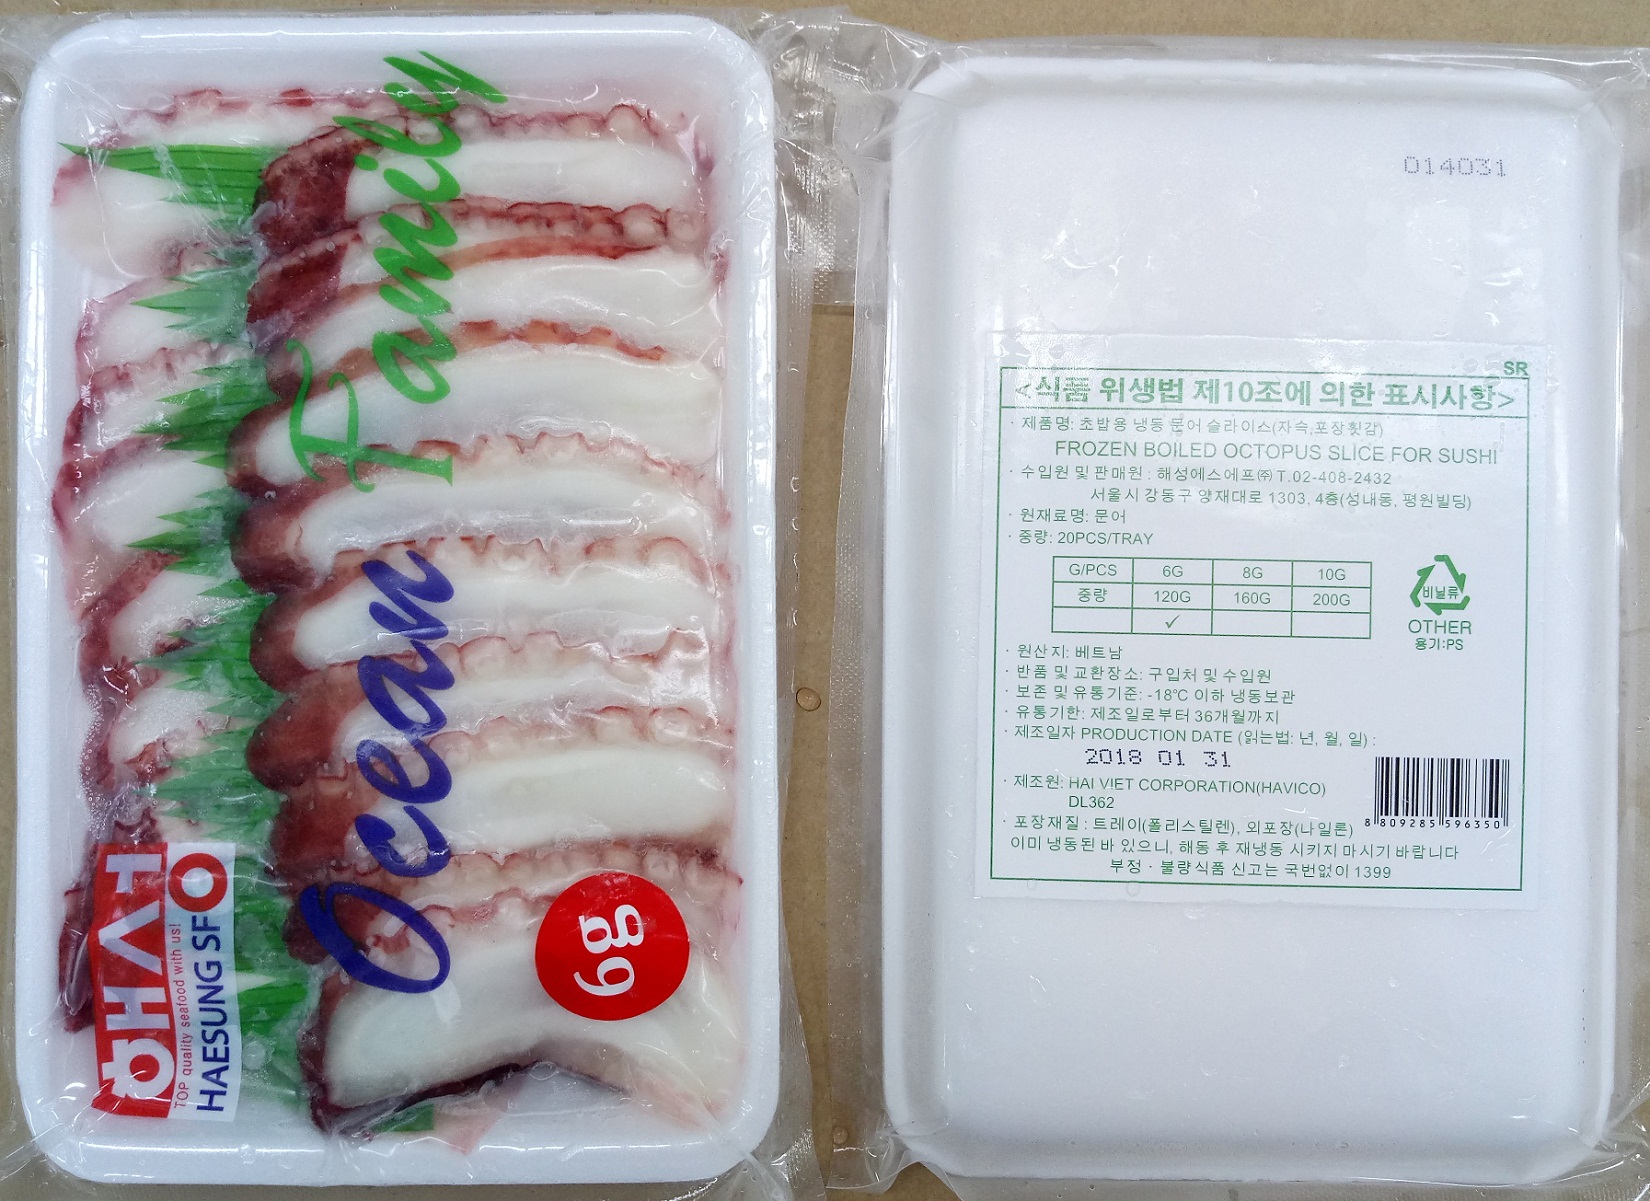 Ocean Family
해성
TOP quality seafood with us!
HAESUNG SF
8g
014031
SR
<식품 위생법 제10조에 의한 표시사항>
· 제품명: 초밥용 냉동 문어 슬라이스(자숙,포장횟감)
FROZEN BOILED OCTOPUS SLICE FOR SUSHI
· 수입원 및 판매원 : 해성에스에프㈜ T.02-408-2432
서울시 강동구 양재대로 1303, 4층(성내동, 평원빌딩)
· 원재료명: 문어
· 중량: 20PCS/TRAY
G/PCS 6G 8G 10G
중량 120G 160G 200G
✓
비닐류
OTHER
용기:PS
· 원산지: 베트남
· 반품 및 교환장소: 구입처 및 수입원
· 보존 및 유통기준: -18℃ 이하 냉동보관
· 유통기한: 제조일로부터 36개월까지
· 제조일자 PRODUCTION DATE (읽는법: 년, 월, 일) :
2018 01 31
· 제조원: HAI VIET CORPORATION(HAVICO)
DL362
8 809285 596350
· 포장재질 : 트레이(폴리스틸렌), 외포장(나일론)
이미 냉동된 바 있으니, 해동 후 재냉동 시키지 마시기 바랍니다
부정 · 불량식품 신고는 국번없이 1399